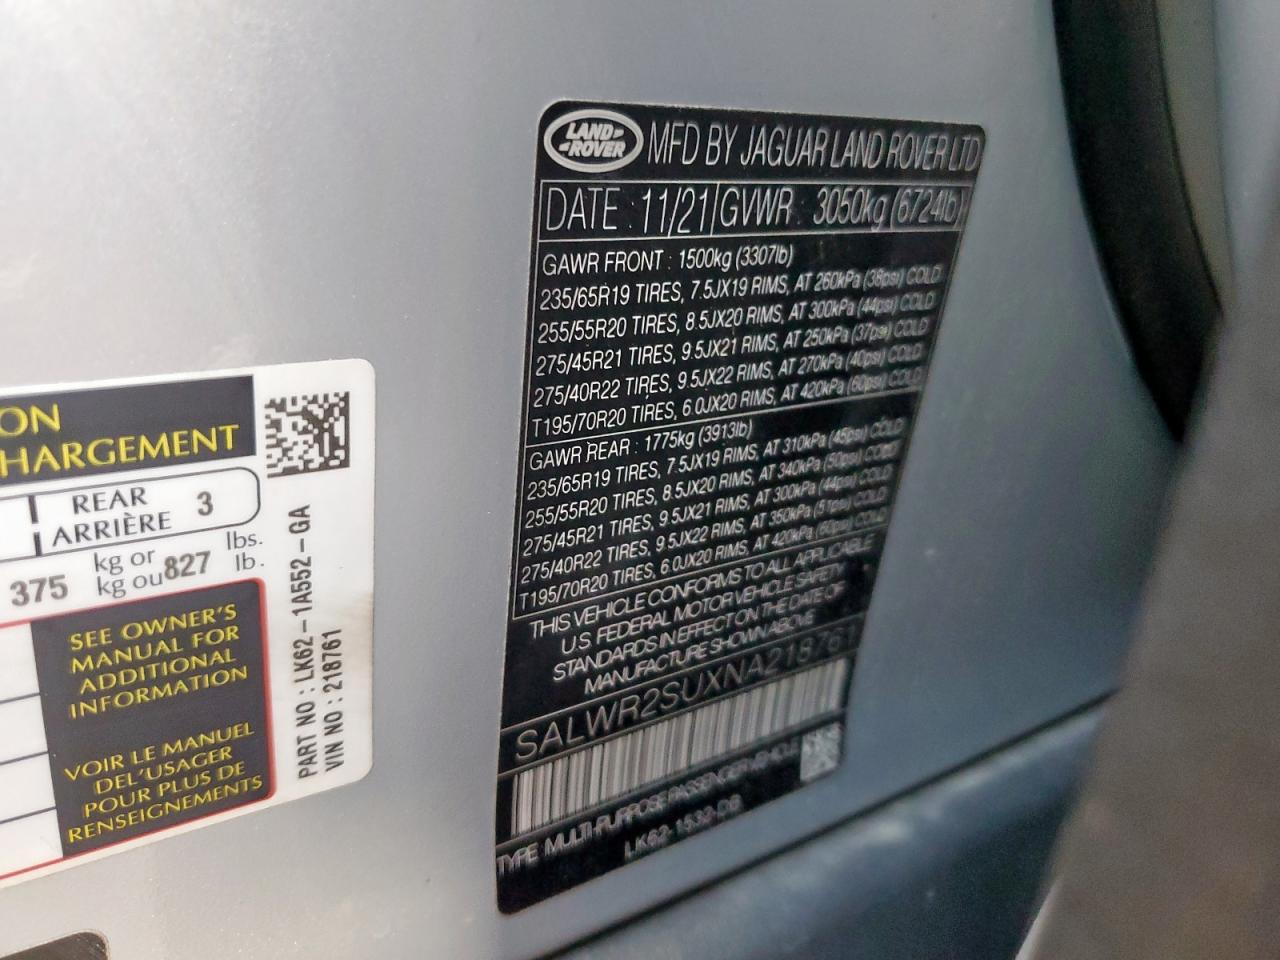 ON
HARGEMENT
REAR
ARRIÈRE 3
375 kg or 827 lbs.
kg ou lb.
SEE OWNER'S
MANUAL FOR
ADDITIONAL
INFORMATION
VOIR LE MANUEL
DEL'USAGER
POUR PLUS DE
RENSEIGNEMENTS
PART NO : LK62-1A552-GA
VIN NO : 218761
LAND ROVER MFD BY JAGUAR LAND ROVER LTD
DATE : 11/21 GVWR 3050kg (6724lb)
GAWR FRONT : 1500kg (3307lb)
235/65R19 TIRES, 7.5JX19 RIMS, AT 260kPa (38psi) COLD
255/55R20 TIRES, 8.5JX20 RIMS, AT 300kPa (44psi) COLD
275/45R21 TIRES, 9.5JX21 RIMS, AT 250kPa (37psi) COLD
275/40R22 TIRES, 9.5JX22 RIMS, AT 270kPa (40psi) COLD
T195/70R20 TIRES, 6.0JX20 RIMS, AT 420kPa (60psi) COLD
GAWR REAR : 1775kg (3913lb)
235/65R19 TIRES, 7.5JX19 RIMS, AT 310kPa (45psi) COLD
255/55R20 TIRES, 8.5JX20 RIMS, AT 340kPa (50psi) COLD
275/45R21 TIRES, 9.5JX21 RIMS, AT 300kPa (44psi) COLD
275/40R22 TIRES, 9.5JX22 RIMS, AT 350kPa (51psi) COLD
T195/70R20 TIRES, 6.0JX20 RIMS, AT 420kPa (60psi) COLD
THIS VEHICLE CONFORMS TO ALL APPLICABLE
U.S. FEDERAL MOTOR VEHICLE SAFETY
STANDARDS IN EFFECT ON THE DATE OF
MANUFACTURE SHOWN ABOVE
SALWR2SUXNA218761
TYPE MULTI-PURPOSE PASSENGER VEHICLE
LK62-1532-DB